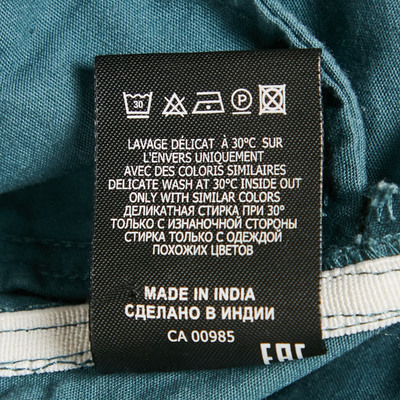 30 P
LAVAGE DÉLICAT À 30°C SUR
L'ENVERS UNIQUEMENT
AVEC DES COLORIS SIMILAIRES
DELICATE WASH AT 30°C INSIDE OUT
ONLY WITH SIMILAR COLORS
ДЕЛИКАТНАЯ СТИРКА ПРИ 30°
ТОЛЬКО С ИЗНАНОЧНОЙ СТОРОНЫ
СТИРКА ТОЛЬКО С ОДЕЖДОЙ
ПОХОЖИХ ЦВЕТОВ
MADE IN INDIA
СДЕЛАНО В ИНДИИ
CA 00985
EAC